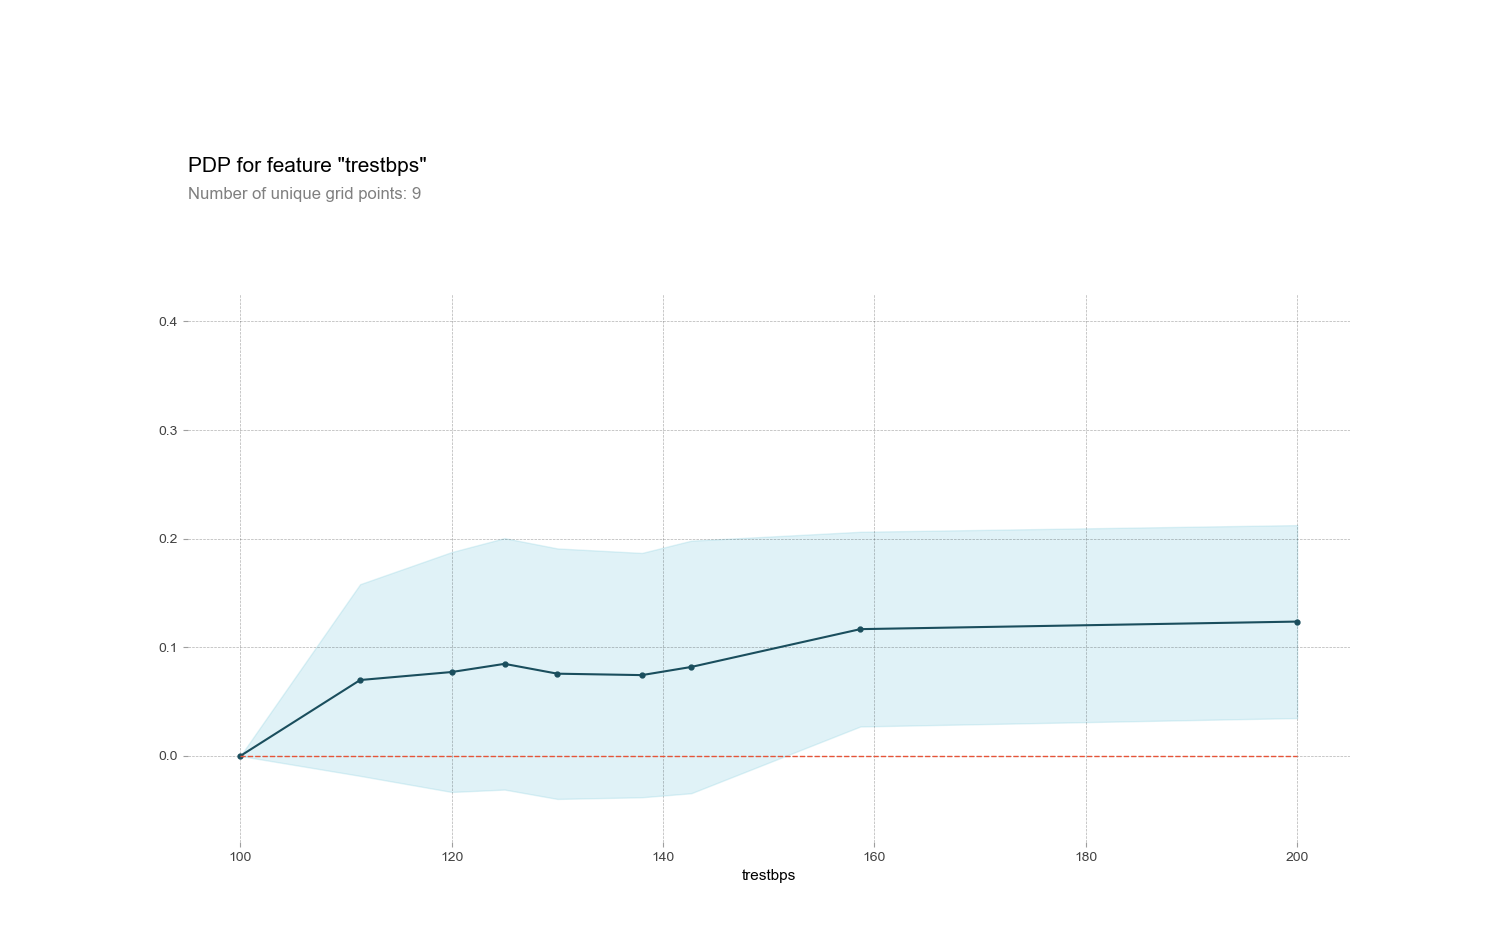 PDP for feature "trestbps"
Number of unique grid points: 9
0.4
0.3
0.2
0.1
0.0
100 120 140 160 180 200
trestbps